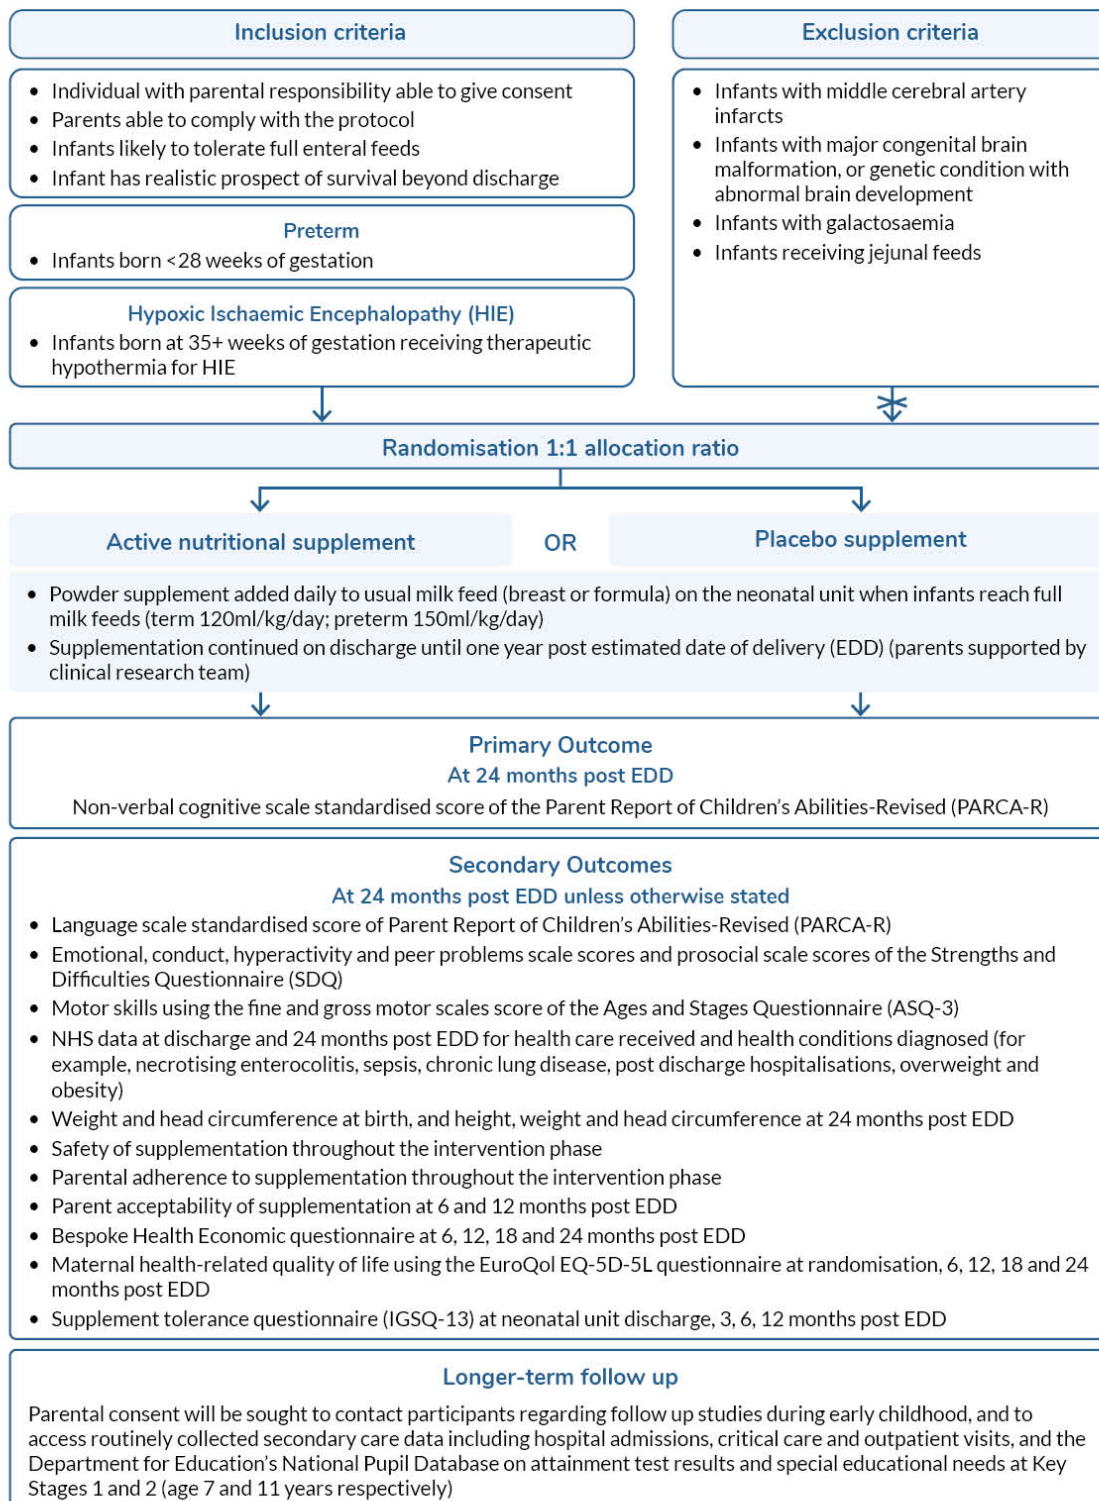 Inclusion criteria
• Individual with parental responsibility able to give consent
• Parents able to comply with the protocol
• Infants likely to tolerate full enteral feeds
• Infant has realistic prospect of survival beyond discharge
Preterm
• Infants born <28 weeks of gestation
Hypoxic Ischaemic Encephalopathy (HIE)
• Infants born at 35+ weeks of gestation receiving therapeutic
hypothermia for HIE
Exclusion criteria
• Infants with middle cerebral artery
infarcts
• Infants with major congenital brain
malformation, or genetic condition with
abnormal brain development
• Infants with galactosaemia
• Infants receiving jejunal feeds
Randomisation 1:1 allocation ratio
Active nutritional supplement
OR
Placebo supplement
• Powder supplement added daily to usual milk feed (breast or formula) on the neonatal unit when infants reach full
milk feeds (term 120ml/kg/day; preterm 150ml/kg/day)
• Supplementation continued on discharge until one year post estimated date of delivery (EDD) (parents supported by
clinical research team)
Primary Outcome
At 24 months post EDD
Non-verbal cognitive scale standardised score of the Parent Report of Children's Abilities-Revised (PARCA-R)
Secondary Outcomes
At 24 months post EDD unless otherwise stated
• Language scale standardised score of Parent Report of Children's Abilities-Revised (PARCA-R)
• Emotional, conduct, hyperactivity and peer problems scale scores and prosocial scale scores of the Strengths and
Difficulties Questionnaire (SDQ)
• Motor skills using the fine and gross motor scales score of the Ages and Stages Questionnaire (ASQ-3)
• NHS data at discharge and 24 months post EDD for health care received and health conditions diagnosed (for
example, necrotising enterocolitis, sepsis, chronic lung disease, post discharge hospitalisations, overweight and
obesity)
• Weight and head circumference at birth, and height, weight and head circumference at 24 months post EDD
• Safety of supplementation throughout the intervention phase
• Parental adherence to supplementation throughout the intervention phase
• Parent acceptability of supplementation at 6 and 12 months post EDD
• Bespoke Health Economic questionnaire at 6, 12, 18 and 24 months post EDD
• Maternal health-related quality of life using the EuroQol EQ-5D-5L questionnaire at randomisation, 6, 12, 18 and 24
months post EDD
• Supplement tolerance questionnaire (IGSQ-13) at neonatal unit discharge, 3, 6, 12 months post EDD
Longer-term follow up
Parental consent will be sought to contact participants regarding follow up studies during early childhood, and to
access routinely collected secondary care data including hospital admissions, critical care and outpatient visits, and the
Department for Education's National Pupil Database on attainment test results and special educational needs at Key
Stages 1 and 2 (age 7 and 11 years respectively)